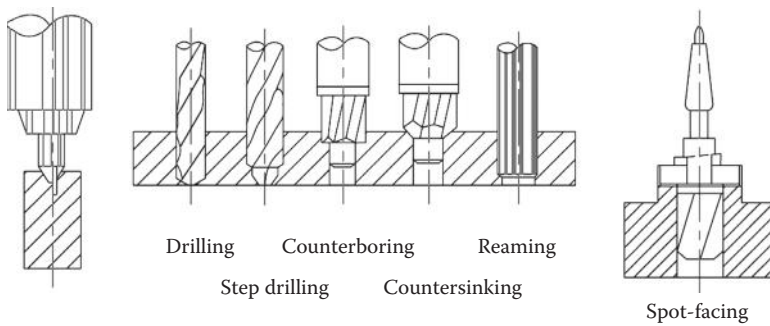 Drilling Counterboring Reaming
Step drilling Countersinking
Spot-facing